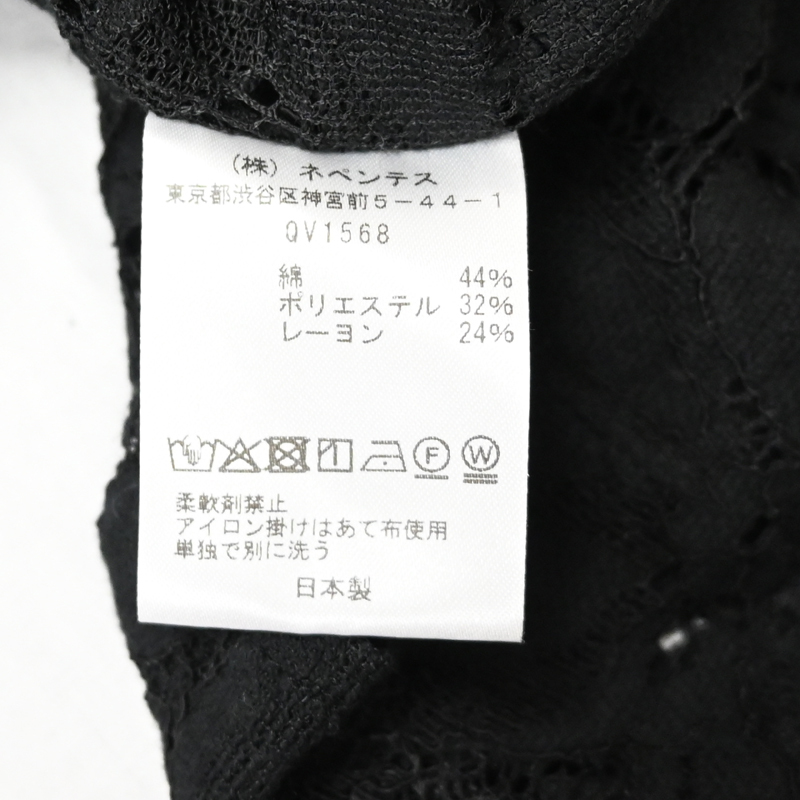 （株）ネペンテス
東京都渋谷区神宮前５－４４－１
QV1568
綿 44%
ポリエステル 32%
レーヨン 24%
F W
柔軟剤禁止
アイロン掛けはあて布使用
単独で別に洗う
日本製